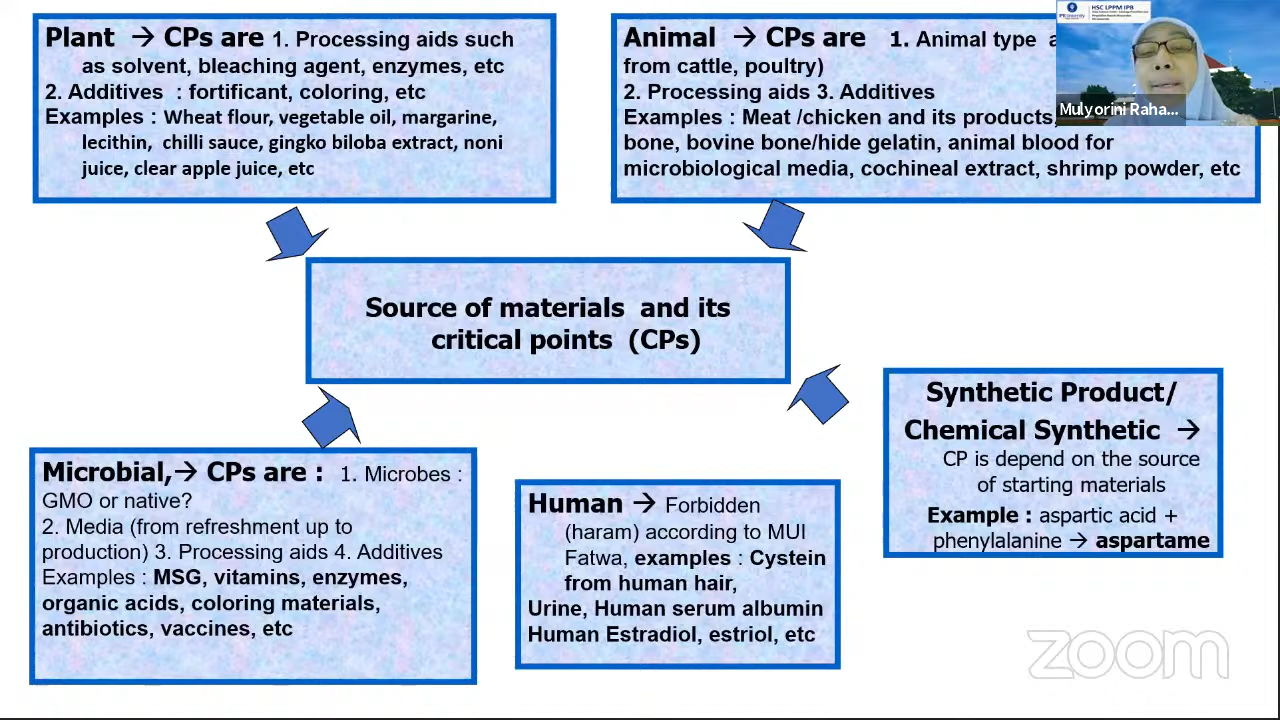 Plant → CPs are 1. Processing aids such
as solvent, bleaching agent, enzymes, etc
2. Additives : fortificant, coloring, etc
Examples : Wheat flour, vegetable oil, margarine,
lecithin, chilli sauce, gingko biloba extract, noni
juice, clear apple juice, etc
Animal → CPs are 1. Animal type
from cattle, poultry)
2. Processing aids 3. Additives
Examples : Meat /chicken and its products,
bone, bovine bone/hide gelatin, animal blood for
microbiological media, cochineal extract, shrimp powder, etc
HSC LPPM IPB
Mulyorini Raha...
Source of materials and its
critical points (CPs)
Microbial,→ CPs are : 1. Microbes :
GMO or native?
2. Media (from refreshment up to
production) 3. Processing aids 4. Additives
Examples : MSG, vitamins, enzymes,
organic acids, coloring materials,
antibiotics, vaccines, etc
Human → Forbidden
(haram) according to MUI
Fatwa, examples : Cystein
from human hair,
Urine, Human serum albumin
Human Estradiol, estriol, etc
Synthetic Product/
Chemical Synthetic →
CP is depend on the source
of starting materials
Example : aspartic acid +
phenylalanine → aspartame
zoom